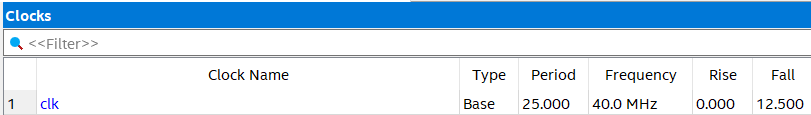 Clocks
<<Filter>>
Clock Name Type Period Frequency Rise Fall
1 clk Base 25.000 40.0 MHz 0.000 12.500